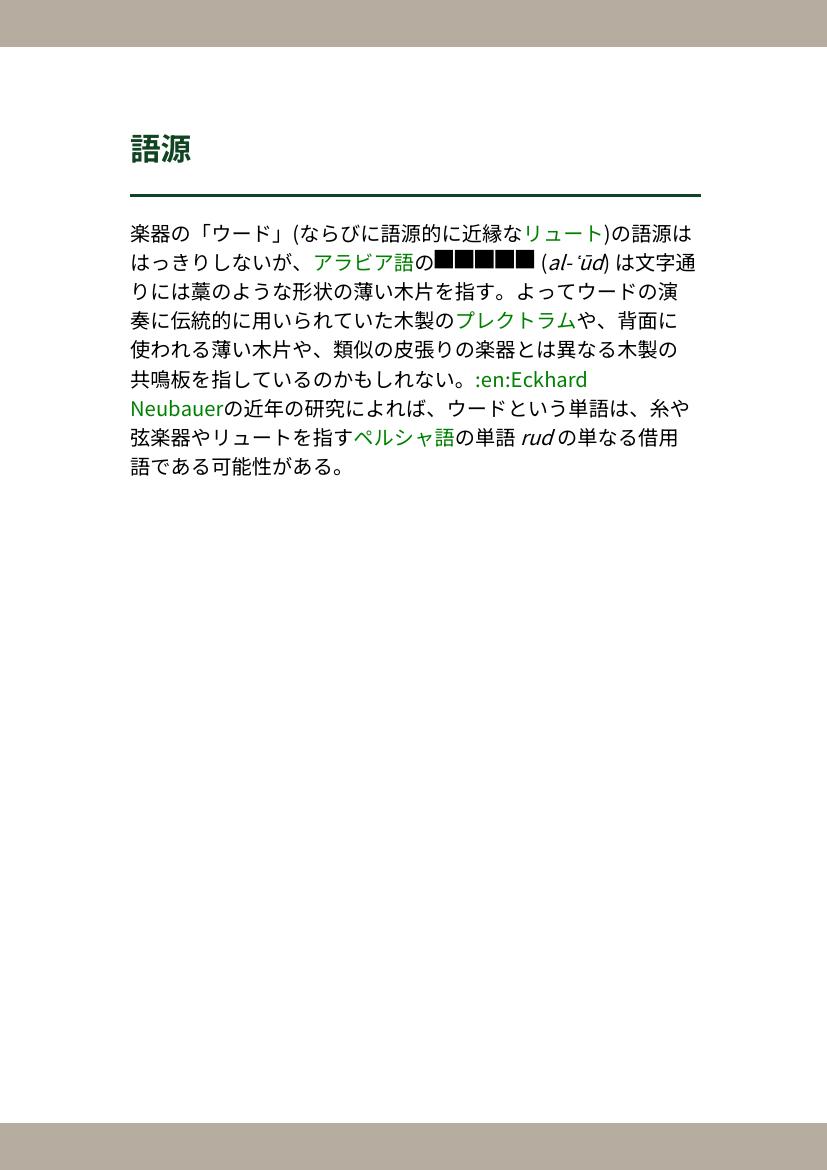 語源
楽器の「ウード」(ならびに語源的に近縁なリュート)の語源は
はっきりしないが、アラビア語の■■■■■ (al-ʿūd) は文字通
りには藁のような形状の薄い木片を指す。よってウードの演
奏に伝統的に用いられていた木製のプレクトラムや、背面に
使われる薄い木片や、類似の皮張りの楽器とは異なる木製の
共鳴板を指しているのかもしれない。:en:Eckhard
Neubauerの近年の研究によれば、ウードという単語は、糸や
弦楽器やリュートを指すペルシャ語の単語 rud の単なる借用
語である可能性がある。